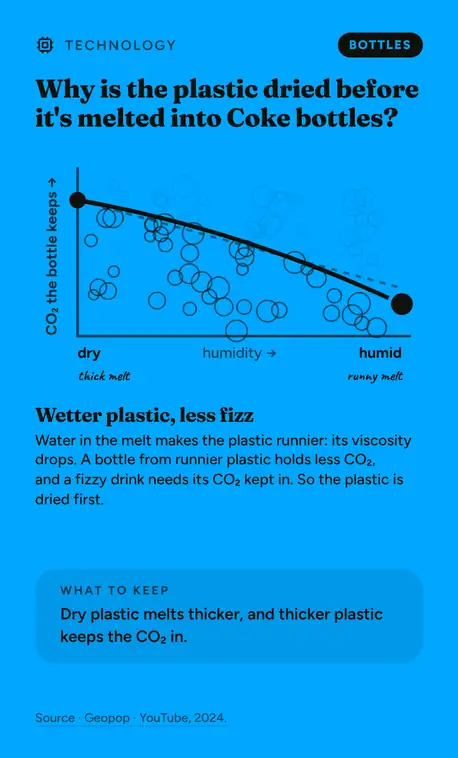 TECHNOLOGY
BOTTLES
Why is the plastic dried before
it's melted into Coke bottles?
CO₂ the bottle keeps →
dry
humidity →
humid
thick melt
runny melt
Wetter plastic, less fizz
Water in the melt makes the plastic runnier: its viscosity
drops. A bottle from runnier plastic holds less CO₂,
and a fizzy drink needs its CO₂ kept in. So the plastic is
dried first.
WHAT TO KEEP
Dry plastic melts thicker, and thicker plastic
keeps the CO₂ in.
Source · Geopop · YouTube, 2024.